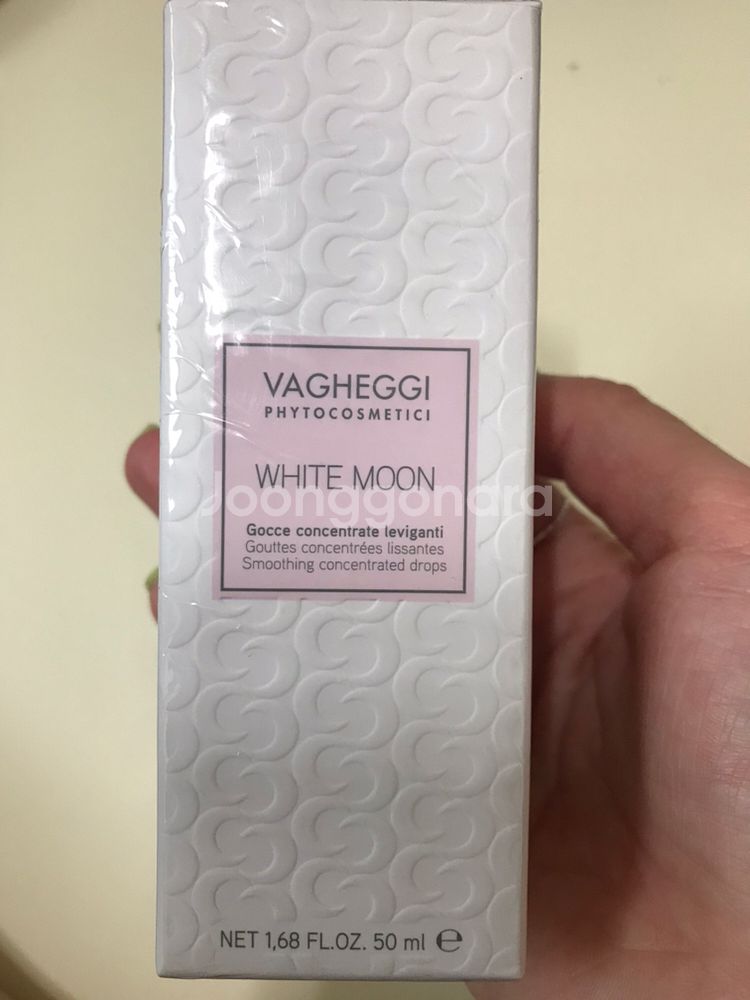 VAGHEGGI
PHYTOCOSMETICI
WHITE MOON
Joonggonara
Gocce concentrate leviganti
Gouttes concentrées lissantes
Smoothing concentrated drops
NET 1,68 FL.OZ. 50 ml ℮